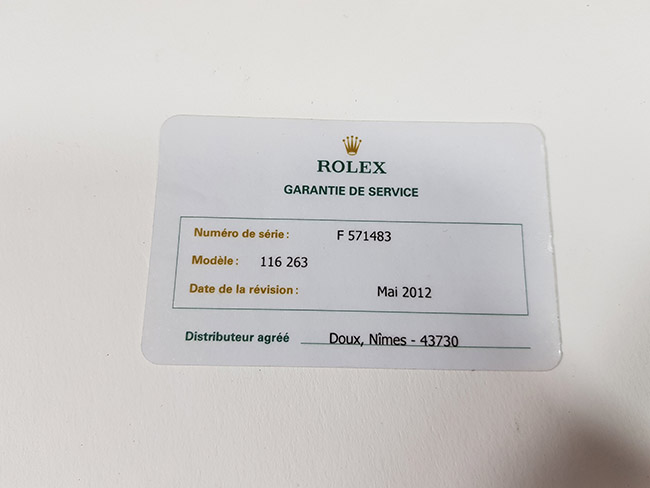 ROLEX
GARANTIE DE SERVICE
Numéro de série : F 571483
Modèle : 116 263
Date de la révision : Mai 2012
Distributeur agréé Doux, Nîmes - 43730